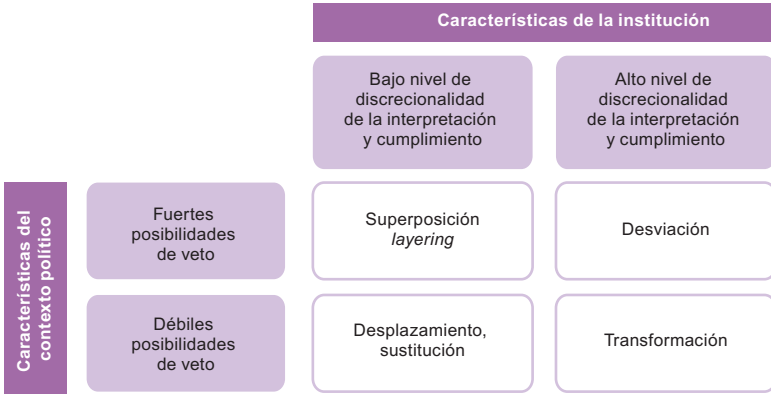 Características de la institución
Bajo nivel de
discrecionalidad
de la interpretación
y cumplimiento
Alto nivel de
discrecionalidad
de la interpretación
y cumplimiento
Características del
contexto político
Fuertes
posibilidades
de veto
Superposición
layering
Desviación
Débiles
posibilidades
de veto
Desplazamiento,
sustitución
Transformación